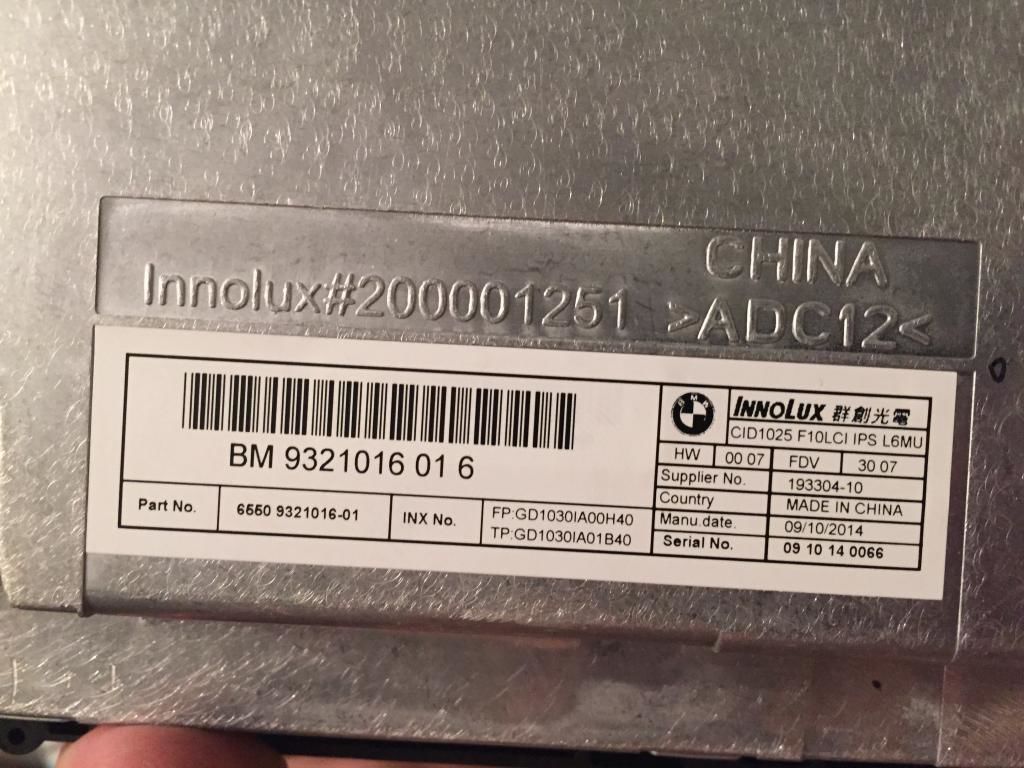 CHINA
Innolux#200001251 >ADC12<
BMW
INNOLUX 群創光電
CID1025 F10LCI IPS L6MU
BM 9321016 01 6
HW 00 07 FDV 30 07
Supplier No. 193304-10
Country MADE IN CHINA
Manu.date. 09/10/2014
Serial No. 09 10 14 0066
Part No. 6550 9321016-01 INX No. FP:GD1030IA00H40
TP:GD1030IA01B40